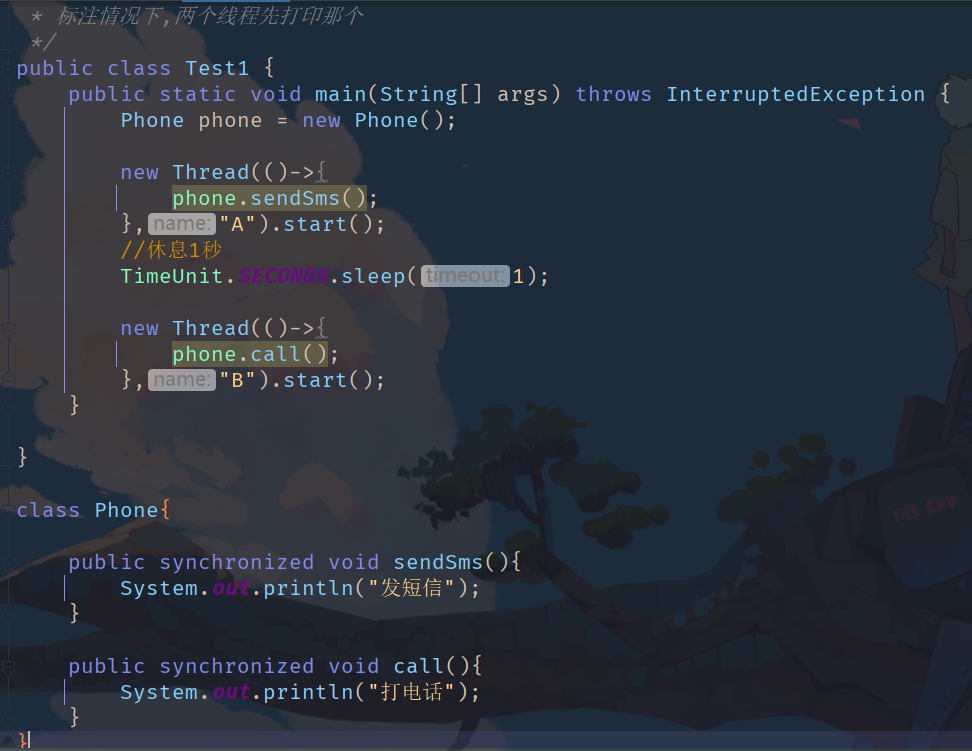 * 标注情况下,两个线程先打印那个
*/
public class Test1 {
public static void main(String[] args) throws InterruptedException {
Phone phone = new Phone();
new Thread(()->{
phone.sendSms();
}, name: "A").start();
//休息1秒
TimeUnit.SECONDS.sleep( timeout: 1);
new Thread(()->{
phone.call();
}, name: "B").start();
}
}
class Phone{
public synchronized void sendSms(){
System.out.println("发短信");
}
public synchronized void call(){
System.out.println("打电话");
}
}
THE END